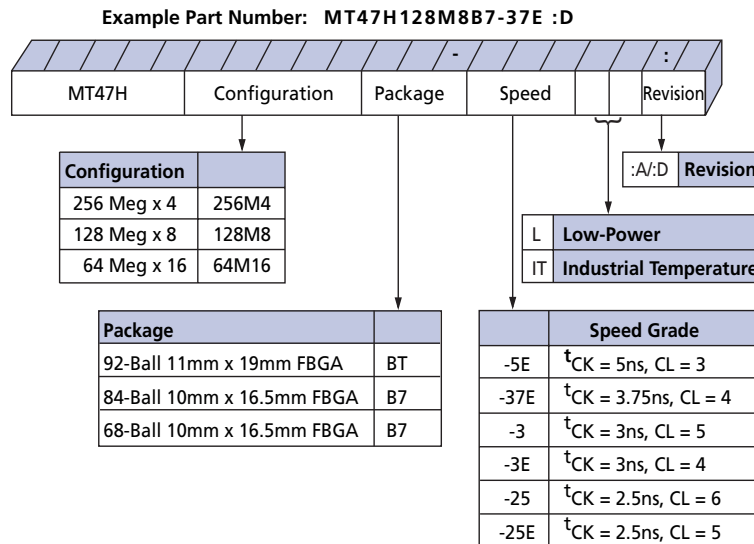 Example Part Number: MT47H128M8B7-37E :D
- :
MT47H Configuration Package Speed Revision
Configuration
256 Meg x 4 256M4
128 Meg x 8 128M8
64 Meg x 16 64M16
:A/:D Revision
L Low-Power
IT Industrial Temperature
Package
92-Ball 11mm x 19mm FBGA BT
84-Ball 10mm x 16.5mm FBGA B7
68-Ball 10mm x 16.5mm FBGA B7
Speed Grade
-5E tCK = 5ns, CL = 3
-37E tCK = 3.75ns, CL = 4
-3 tCK = 3ns, CL = 5
-3E tCK = 3ns, CL = 4
-25 tCK = 2.5ns, CL = 6
-25E tCK = 2.5ns, CL = 5